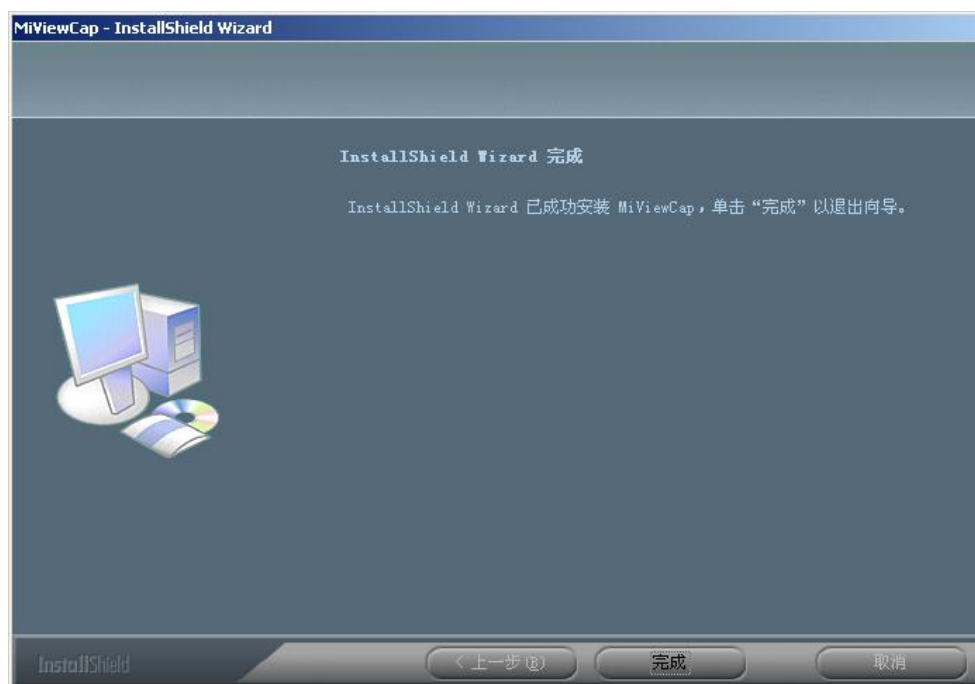 MiViewCap - InstallShield Wizard
InstallShield Wizard 完成
InstallShield Wizard 已成功安装 MiViewCap，单击“完成”以退出向导。
InstallShield
< 上一步(B)
完成
取消